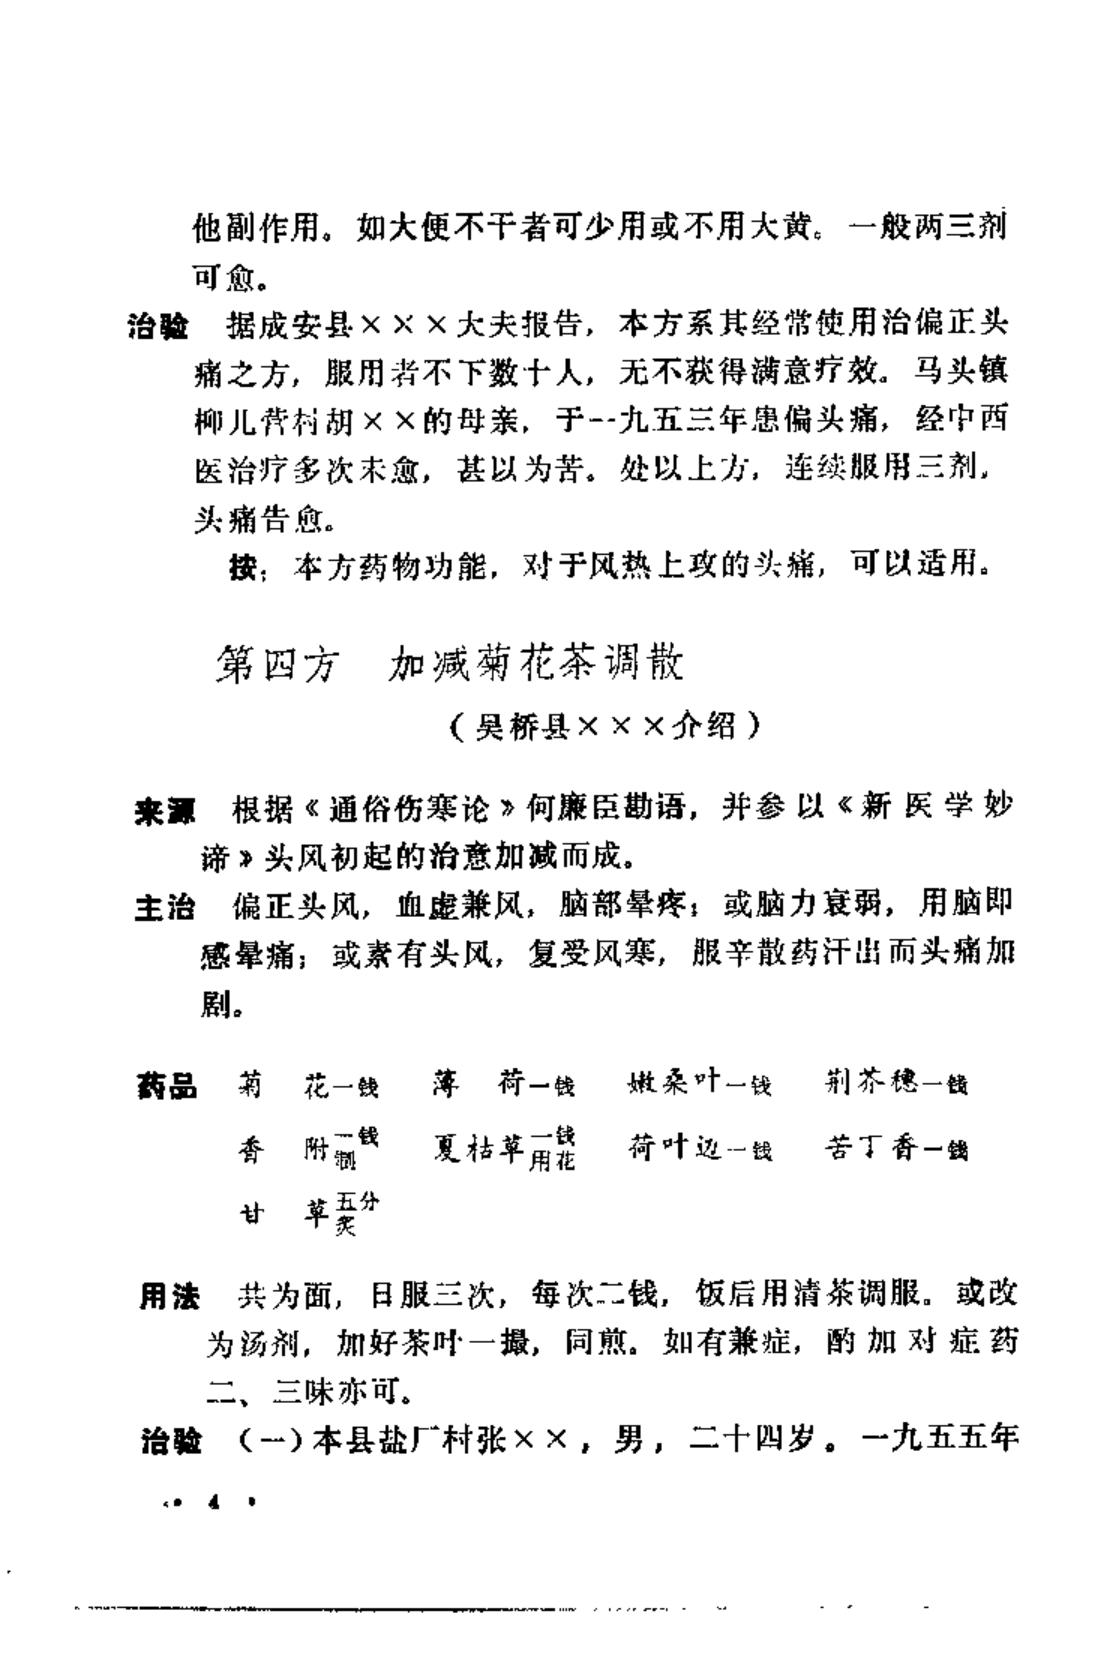 他副作用。如大便不干者可少用或不用大黄。一般两三剂
可愈。
治验 据成安县×××大夫报告，本方系其经常使用治偏正头
痛之方，服用者不下数十人，无不获得满意疗效。马头镇
柳儿营村胡××的母亲，于一九五三年患偏头痛，经中西
医治疗多次未愈，甚以为苦。处以上方，连续服用三剂，
头痛告愈。
按：本方药物功能，对于风热上攻的头痛，可以适用。
第四方 加减菊花茶调散
（吴桥县×××介绍）
来源 根据《通俗伤寒论》何廉臣勘语，并参以《新医学妙
谛》头风初起的治意加减而成。
主治 偏正头风，血虚兼风，脑部晕疼；或脑力衰弱，用脑即
感晕痛；或素有头风，复受风寒，服辛散药汗出而头痛加
剧。
药品 菊 花一钱 薄 荷一钱 嫩桑叶一钱 荆芥穗一钱
香 附一钱制 夏枯草一钱用花 荷叶边一钱 苦丁香一钱
甘 草五分炙
用法 共为面，日服三次，每次二钱，饭后用清茶调服。或改
为汤剂，加好茶叶一撮，同煎。如有兼症，酌加对症药
二、三味亦可。
治验 （一）本县盐厂村张××，男，二十四岁。一九五五年
· 4 ·